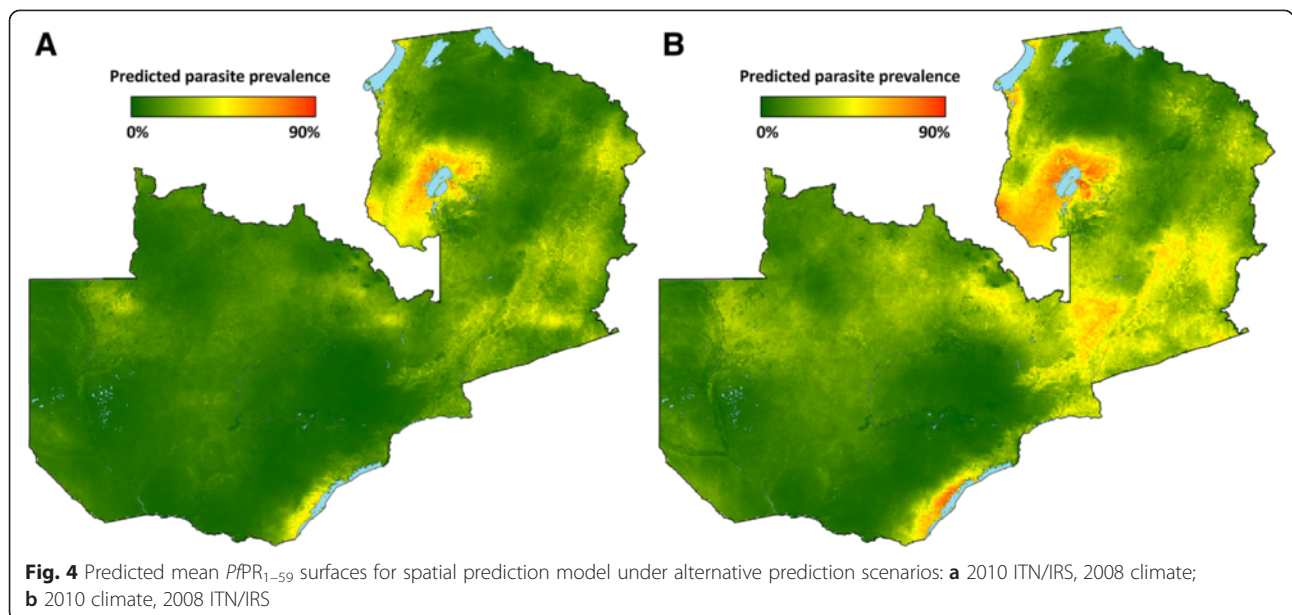 A
Predicted parasite prevalence
0% 90%
B
Predicted parasite prevalence
0% 90%
Fig. 4 Predicted mean PfPR1–59 surfaces for spatial prediction model under alternative prediction scenarios: a 2010 ITN/IRS, 2008 climate;
b 2010 climate, 2008 ITN/IRS